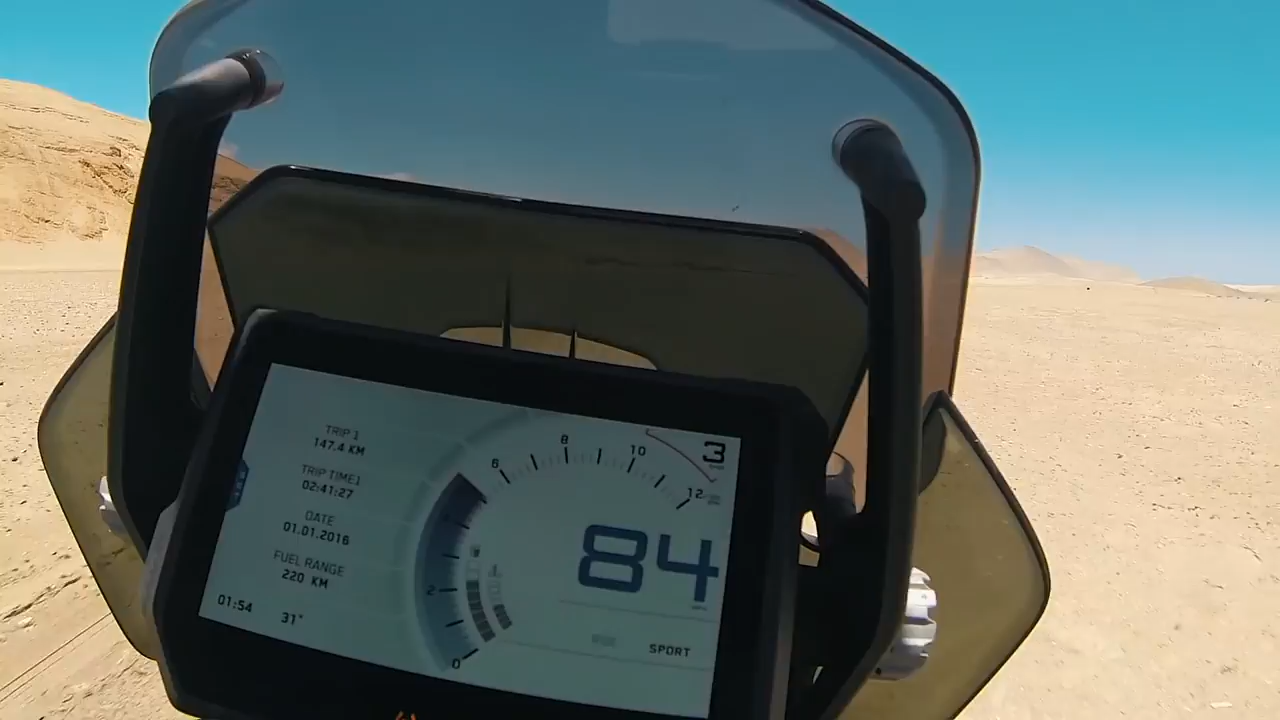 TRIP 1
147.4 KM
TRIP TIME1
02:41:27
DATE
01.01.2016
FUEL RANGE
220 KM
01:54
31°
0
2
6
8
10
12
3
84
SPORT